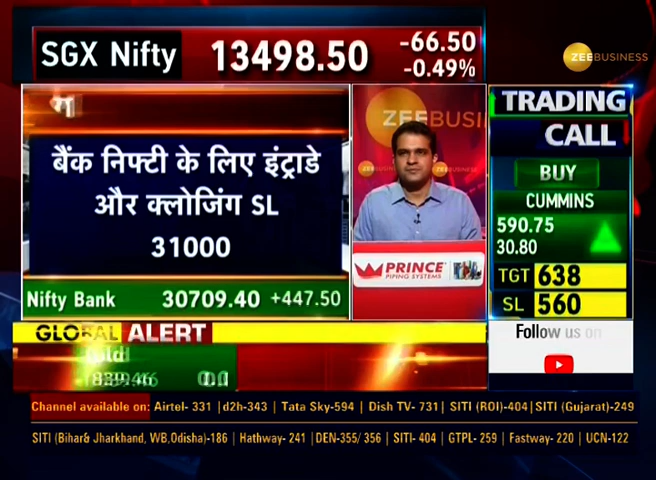 SGX Nifty 13498.50 -66.50
-0.49%
ZEEBUSINESS
बैंक निफ्टी के लिए इंट्राडे
और क्लोजिंग SL
31000
Nifty Bank 30709.40 +447.50
ZEEBUSI
ZEEBUSINESS
PRINCE
PIPING SYSTEMS
TRADING
CALL
BUY
CUMMINS
590.75
30.80
TGT 638
SL 560
GLOBAL ALERT
Follow us on
Channel available on: Airtel- 331 |d2h-343 | Tata Sky-594 | Dish TV- 731| SITI (ROI)-404|SITI (Gujarat)-249
SITI (Bihar& Jharkhand, WB,Odisha)-186 | Hathway- 241 |DEN-355/ 356 | SITI- 404 | GTPL- 259 | Fastway- 220 | UCN-122